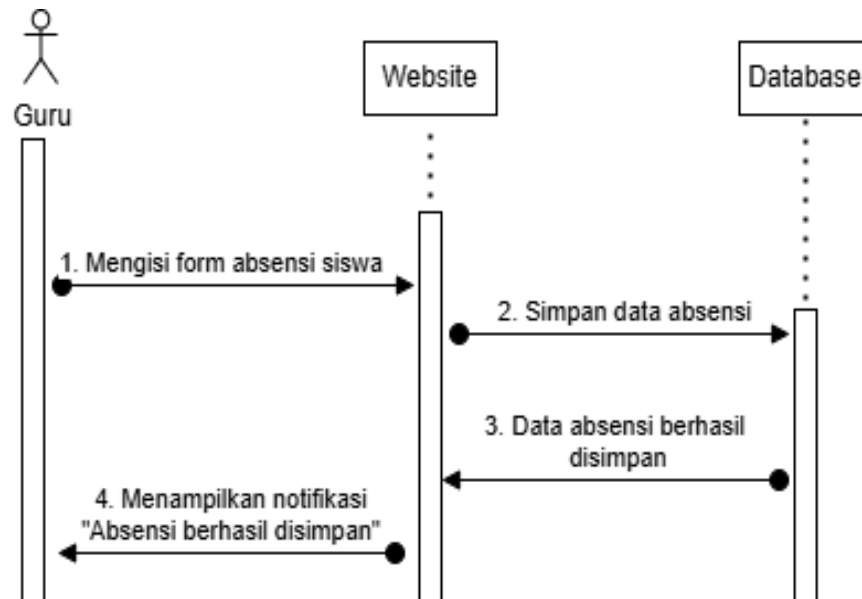 Guru
Website
Database
1. Mengisi form absensi siswa
2. Simpan data absensi
3. Data absensi berhasil
disimpan
4. Menampilkan notifikasi
"Absensi berhasil disimpan"